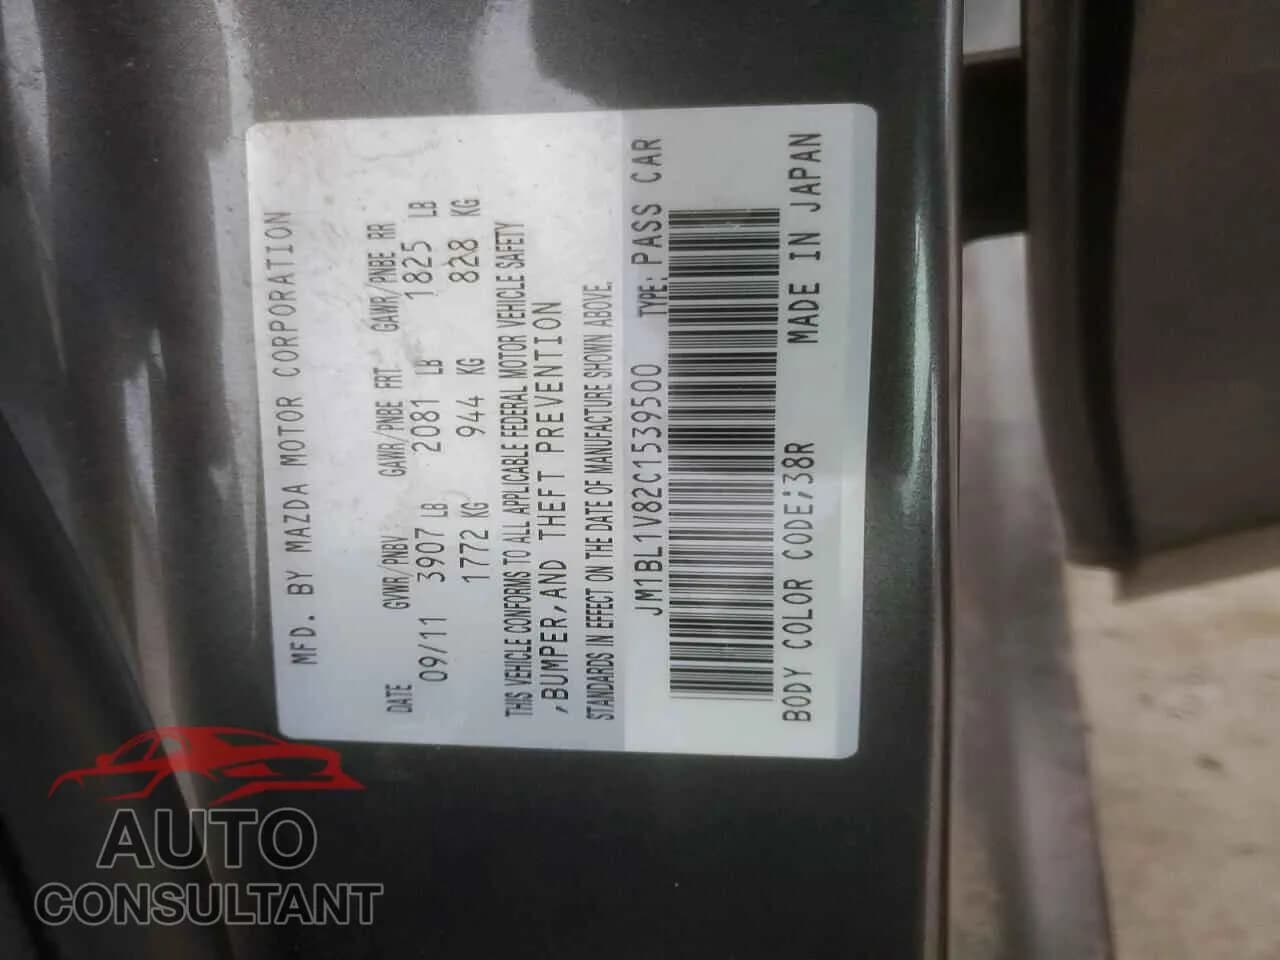 MFD. BY MAZDA MOTOR CORPORATION
DATE GVWR/PNBV GAWR/PNBE FRT. GAWR/PNBE RR
09/11 3907 LB 2081 LB 1825 LB
1772 KG 944 KG 828 KG
THIS VEHICLE CONFORMS TO ALL APPLICABLE FEDERAL MOTOR VEHICLE SAFETY
,BUMPER,AND THEFT PREVENTION
STANDARDS IN EFFECT ON THE DATE OF MANUFACTURE SHOWN ABOVE.
JM1BL1V82C1539500 TYPE: PASS CAR
BODY COLOR CODE;38R MADE IN JAPAN
AUTO
CONSULTANT